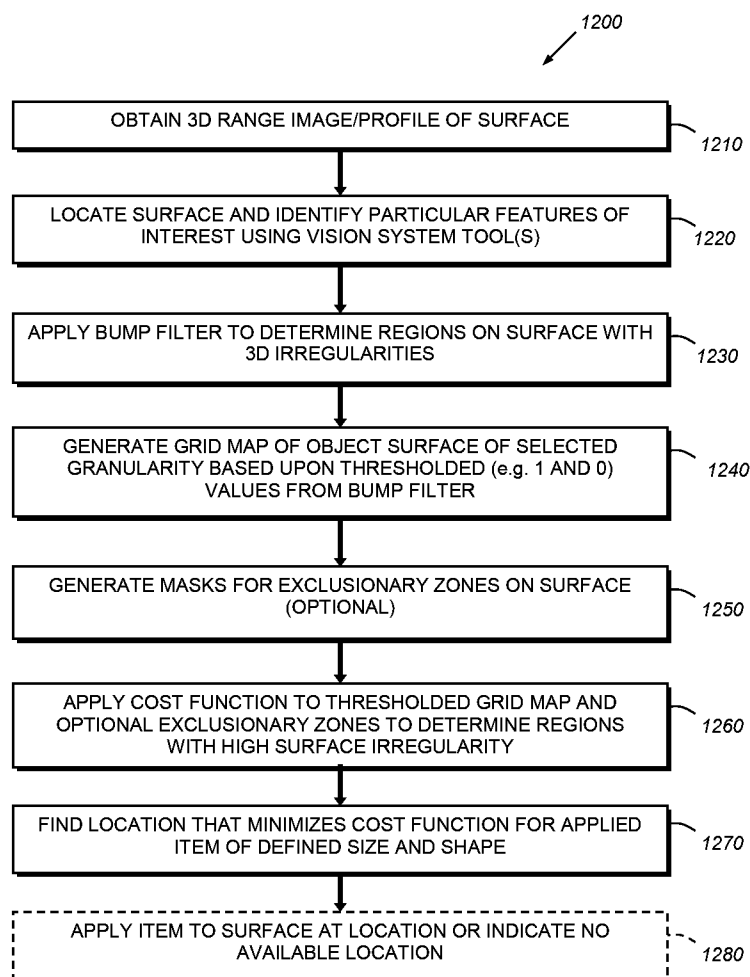 1200
OBTAIN 3D RANGE IMAGE/PROFILE OF SURFACE
1210
LOCATE SURFACE AND IDENTIFY PARTICULAR FEATURES OF
INTEREST USING VISION SYSTEM TOOL(S)
1220
APPLY BUMP FILTER TO DETERMINE REGIONS ON SURFACE WITH
3D IRREGULARITIES
1230
GENERATE GRID MAP OF OBJECT SURFACE OF SELECTED
GRANULARITY BASED UPON THRESHOLDED (e.g. 1 AND 0)
VALUES FROM BUMP FILTER
1240
GENERATE MASKS FOR EXCLUSIONARY ZONES ON SURFACE
(OPTIONAL)
1250
APPLY COST FUNCTION TO THRESHOLDED GRID MAP AND
OPTIONAL EXCLUSIONARY ZONES TO DETERMINE REGIONS
WITH HIGH SURFACE IRREGULARITY
1260
FIND LOCATION THAT MINIMIZES COST FUNCTION FOR APPLIED
ITEM OF DEFINED SIZE AND SHAPE
1270
APPLY ITEM TO SURFACE AT LOCATION OR INDICATE NO
AVAILABLE LOCATION
1280